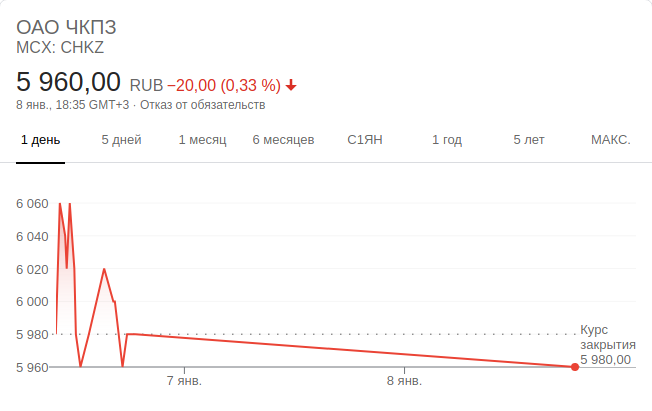 ОАО ЧКПЗ
MCX: CHKZ
5 960,00 RUB −20,00 (0,33 %)
8 янв., 18:35 GMT+3 · Отказ от обязательств
1 день 5 дней 1 месяц 6 месяцев С1ЯН 1 год 5 лет МАКС.
6 060
6 040
6 020
6 000
5 980
5 960
Курс
закрытия
5 980,00
7 янв. 8 янв.